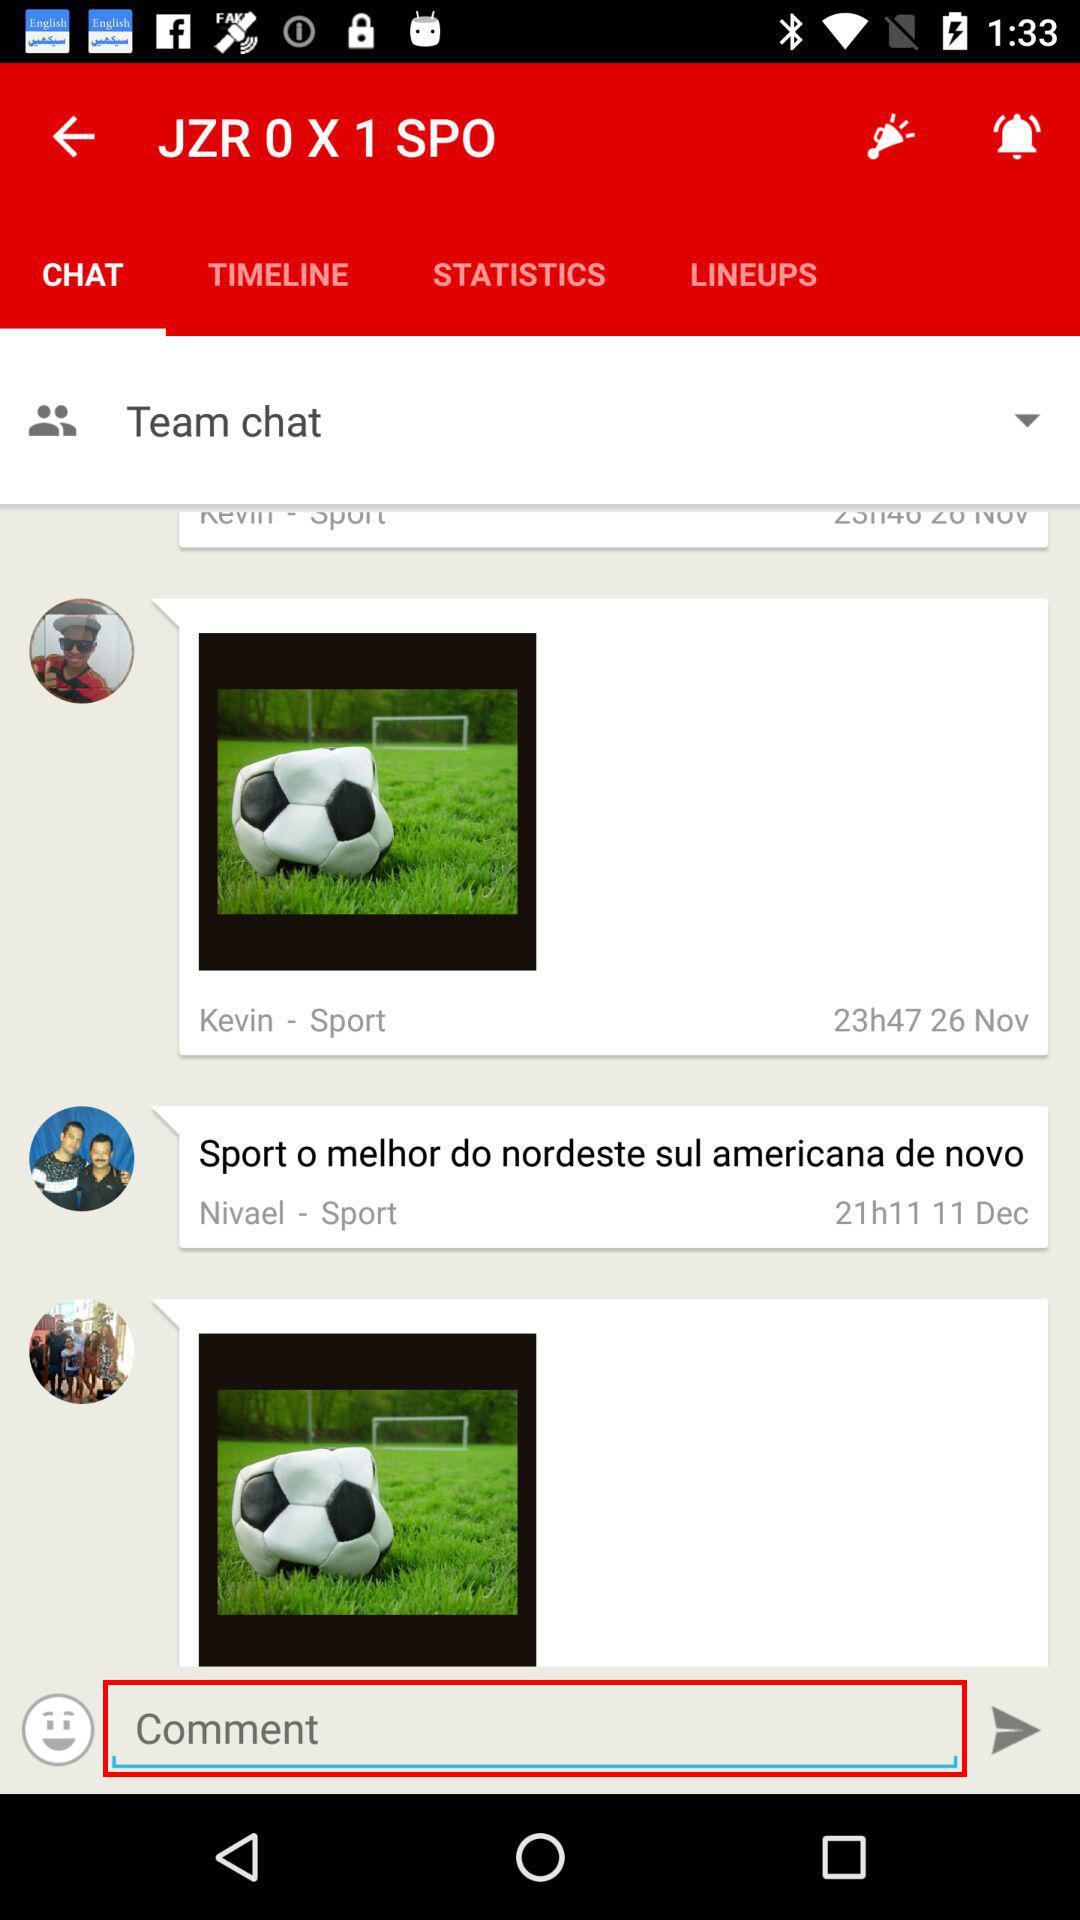 English English FAKE 1:33
سیکھیں سیکھیں
JZR 0 X 1 SPO
CHAT TIMELINE STATISTICS LINEUPS
Team chat
Kevin - Sport 23h46 26 Nov
Kevin - Sport 23h47 26 Nov
Sport o melhor do nordeste sul americana de novo
Nivael - Sport 21h11 11 Dec
Comment